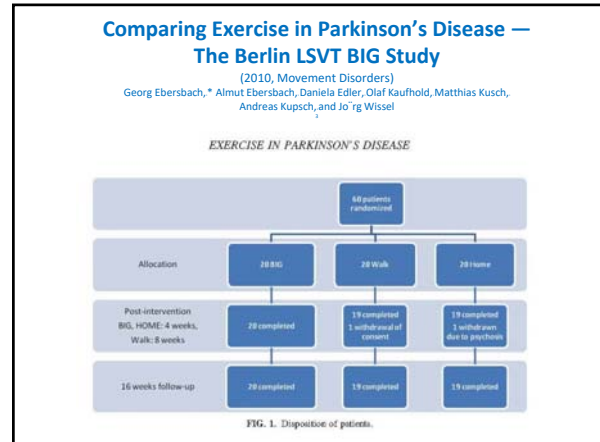 Comparing Exercise in Parkinson's Disease —
The Berlin LSVT BIG Study
(2010, Movement Disorders)
Georg Ebersbach,* Almut Ebersbach, Daniela Edler, Olaf Kaufhold, Matthias Kusch,
Andreas Kupsch, and Jo¨rg Wissel
EXERCISE IN PARKINSON'S DISEASE
60 patients
randomized
Allocation
20 BIG
20 Walk
20 Home
Post-intervention
BIG, HOME: 4 weeks,
Walk: 8 weeks
20 completed
19 completed
1 withdrawal of
consent
19 completed
1 withdrawn
due to psychosis
16 weeks follow-up
20 completed
19 completed
19 completed
FIG. 1. Disposition of patients.